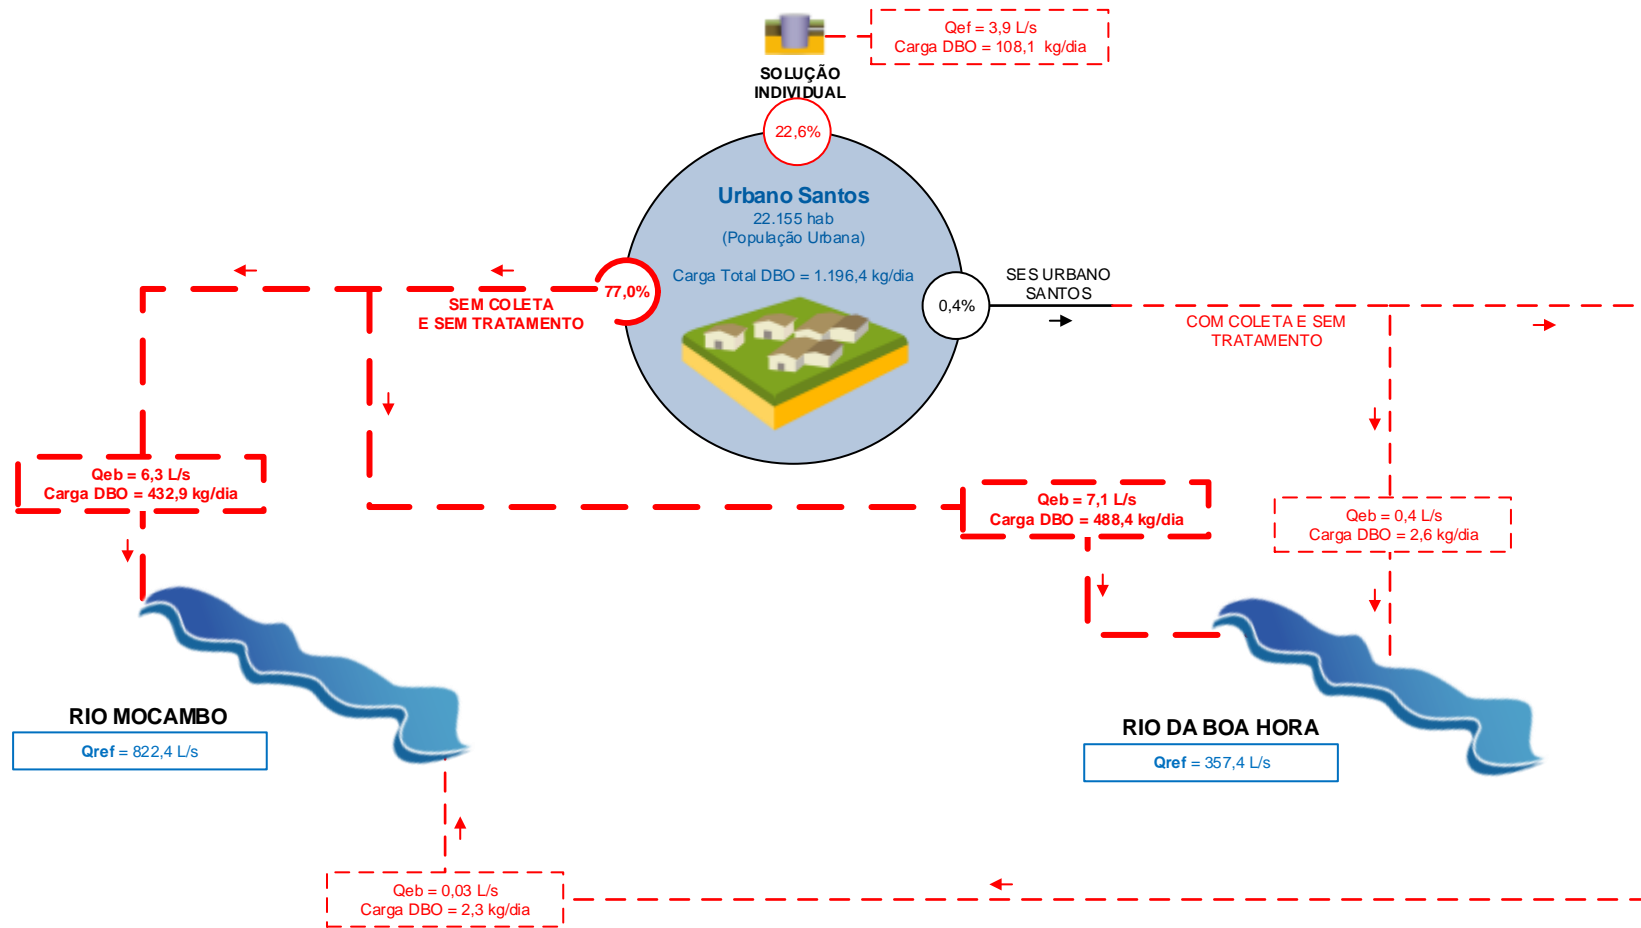 Qef = 3,9 L/s
Carga DBO = 108,1 kg/dia
SOLUÇÃO
INDIVIDUAL
22,6%
Urbano Santos
22.155 hab
(População Urbana)
Carga Total DBO = 1.196,4 kg/dia
77,0%
0,4%
SEM COLETA
E SEM TRATAMENTO
SES URBANO
SANTOS
COM COLETA E SEM
TRATAMENTO
Qeb = 6,3 L/s
Carga DBO = 432,9 kg/dia
Qeb = 7,1 L/s
Carga DBO = 488,4 kg/dia
Qeb = 0,4 L/s
Carga DBO = 2,6 kg/dia
RIO MOCAMBO
Qref = 822,4 L/s
RIO DA BOA HORA
Qref = 357,4 L/s
Qeb = 0,03 L/s
Carga DBO = 2,3 kg/dia